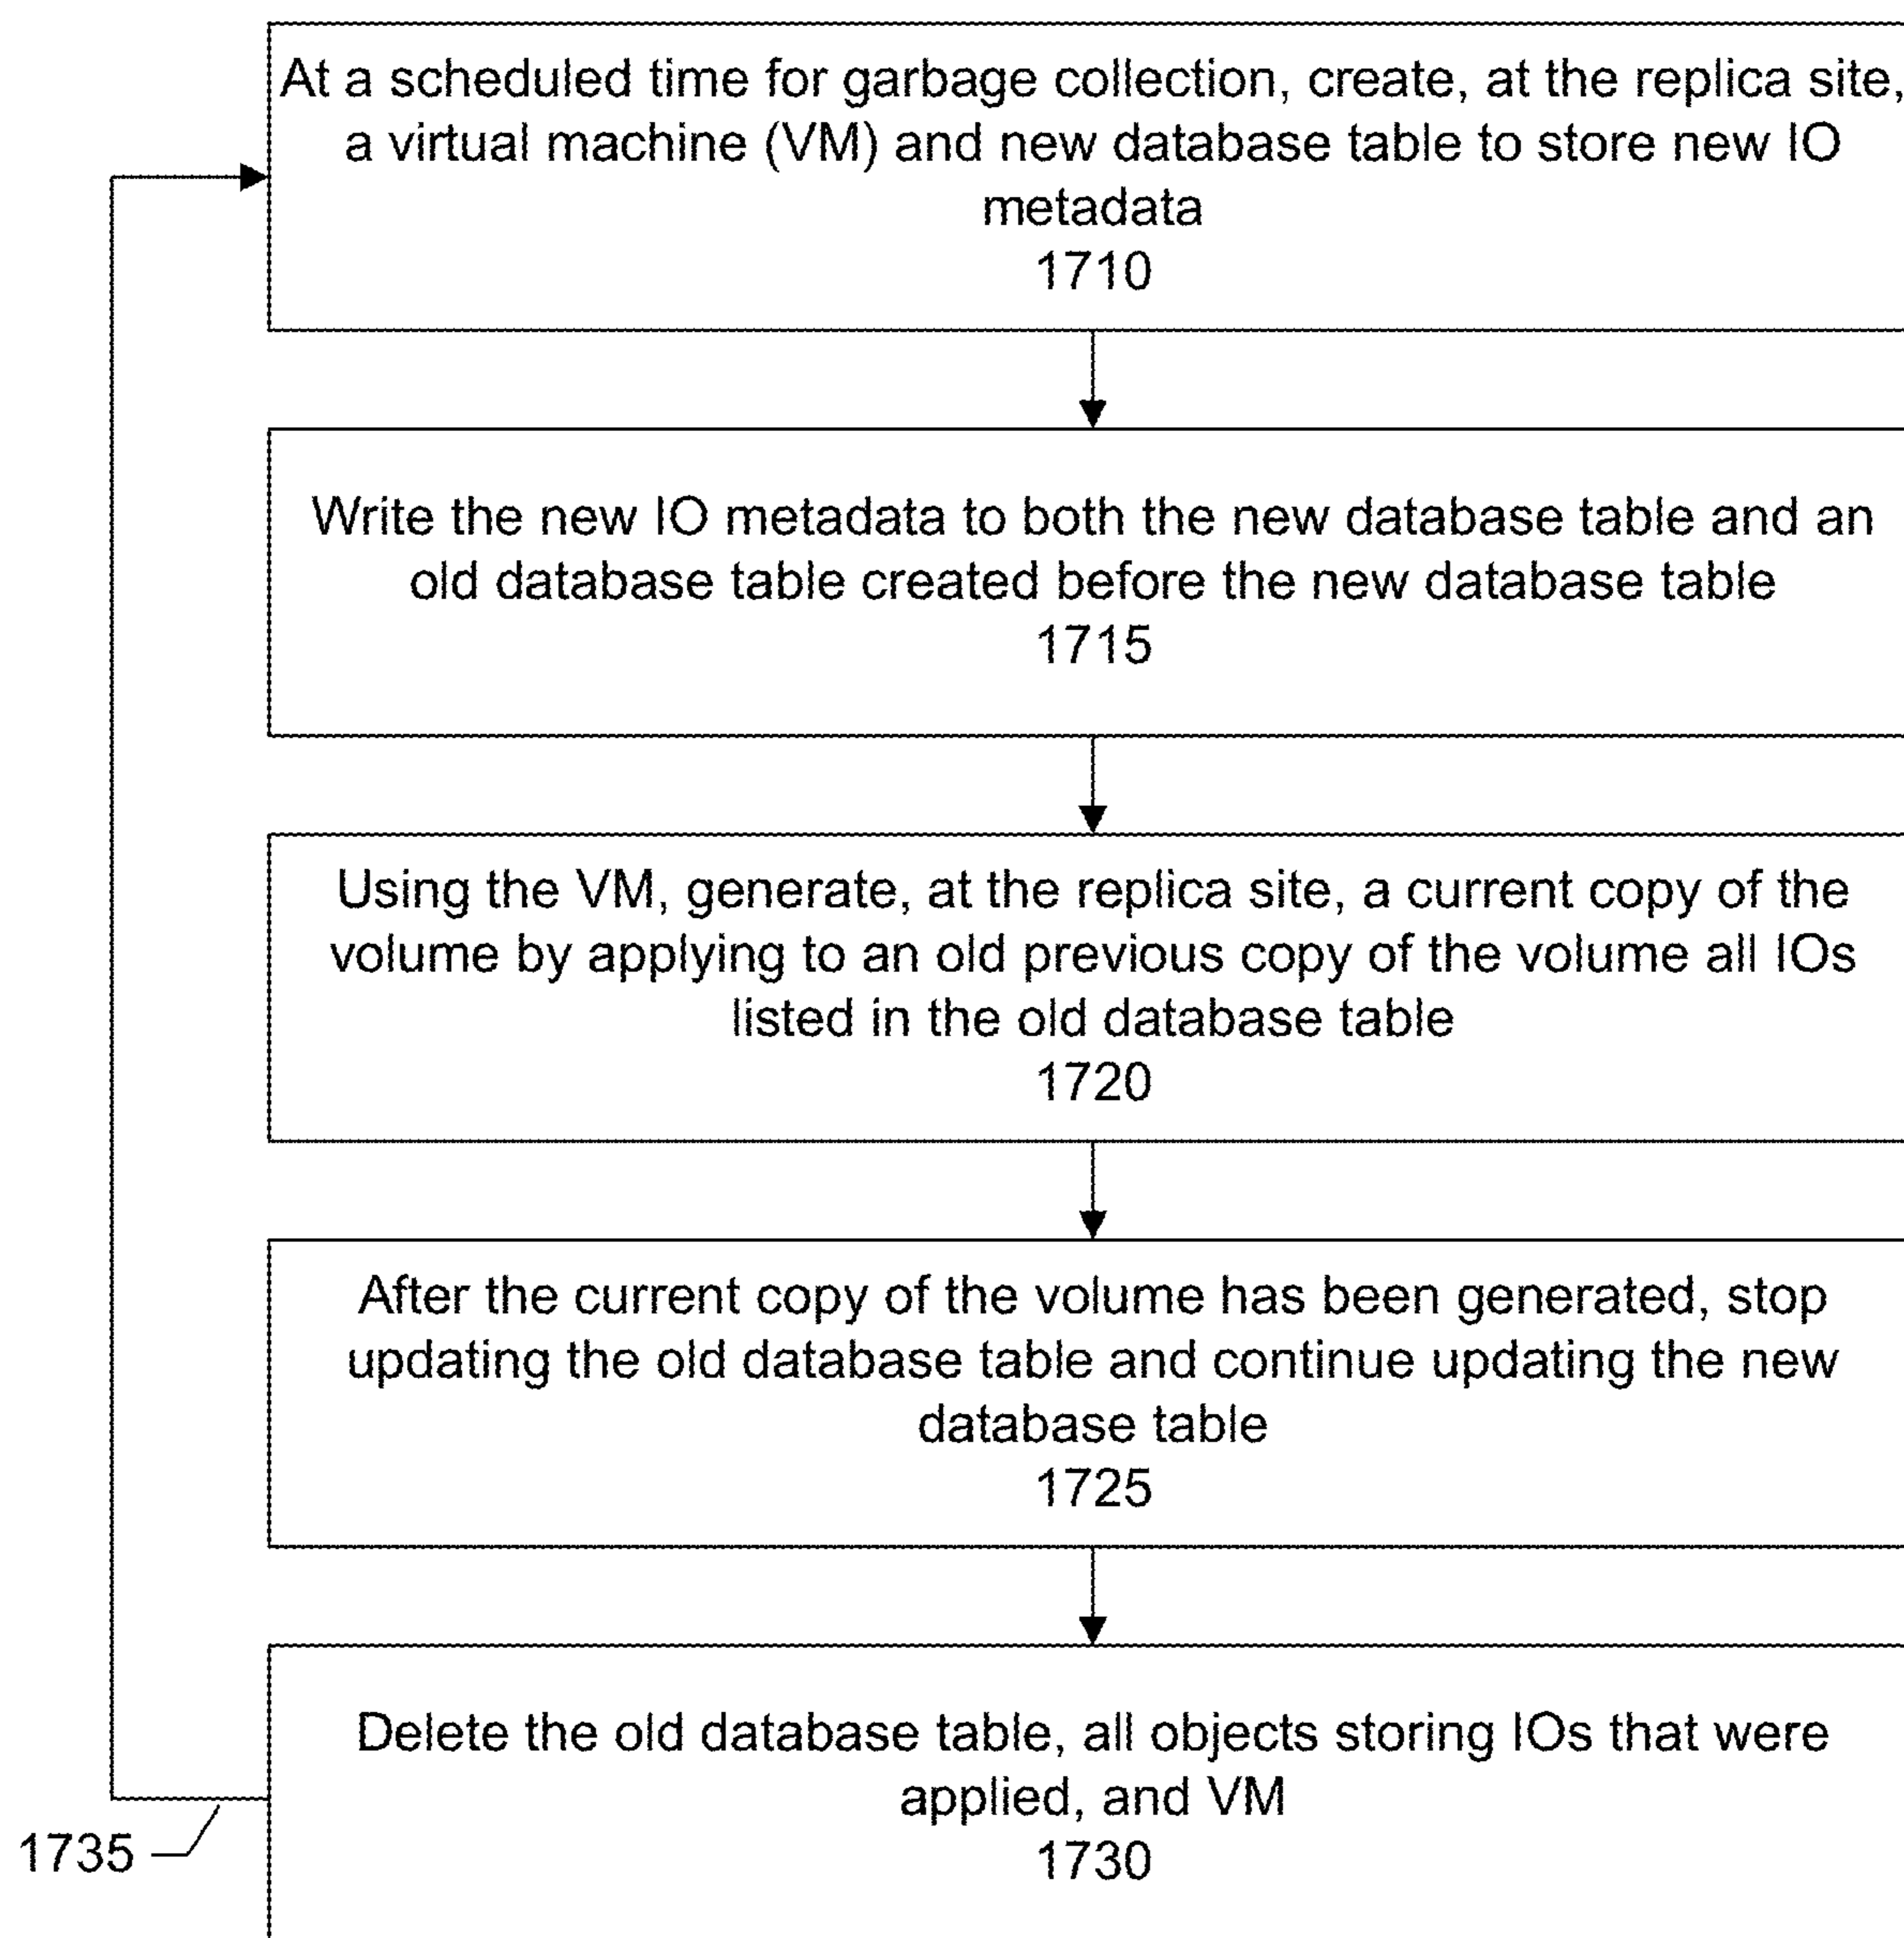 At a scheduled time for garbage collection, create, at the replica site,
a virtual machine (VM) and new database table to store new IO
metadata
1710
Write the new IO metadata to both the new database table and an
old database table created before the new database table
1715
Using the VM, generate, at the replica site, a current copy of the
volume by applying to an old previous copy of the volume all IOs
listed in the old database table
1720
After the current copy of the volume has been generated, stop
updating the old database table and continue updating the new
database table
1725
Delete the old database table, all objects storing IOs that were
applied, and VM
1730
1735